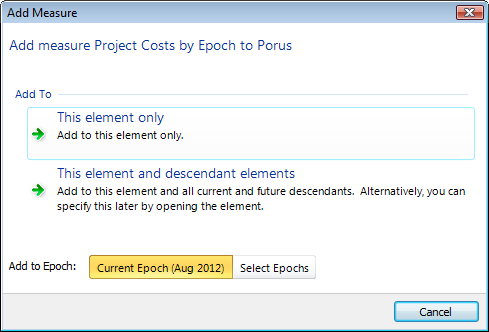 Add Measure
Add measure Project Costs by Epoch to Porus
Add To
This element only
Add to this element only.
This element and descendant elements
Add to this element and all current and future descendants.  Alternatively, you can
specify this later by opening the element.
Add to Epoch: Current Epoch (Aug 2012) Select Epochs
Cancel